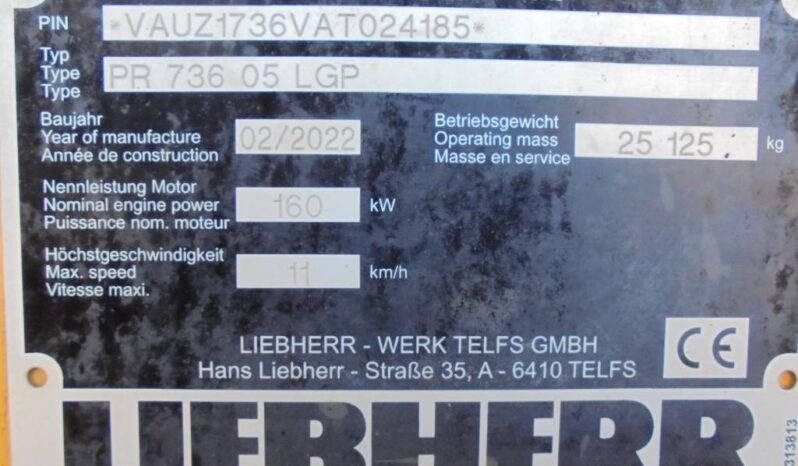 PIN *VAUZ1736VAT024185*
Typ
Type PR 736 05 LGP
Type
Baujahr
Year of manufacture 02/2022
Année de construction
Betriebsgewicht
Operating mass 25 125 kg
Masse en service
Nennleistung Motor
Nominal engine power 160 kW
Puissance nom. moteur
Höchstgeschwindigkeit
Max. speed 11 km/h
Vitesse maxi.
LIEBHERR - WERK TELFS GMBH
Hans Liebherr - Straße 35, A - 6410 TELFS
CE
LIEBHERR
313813